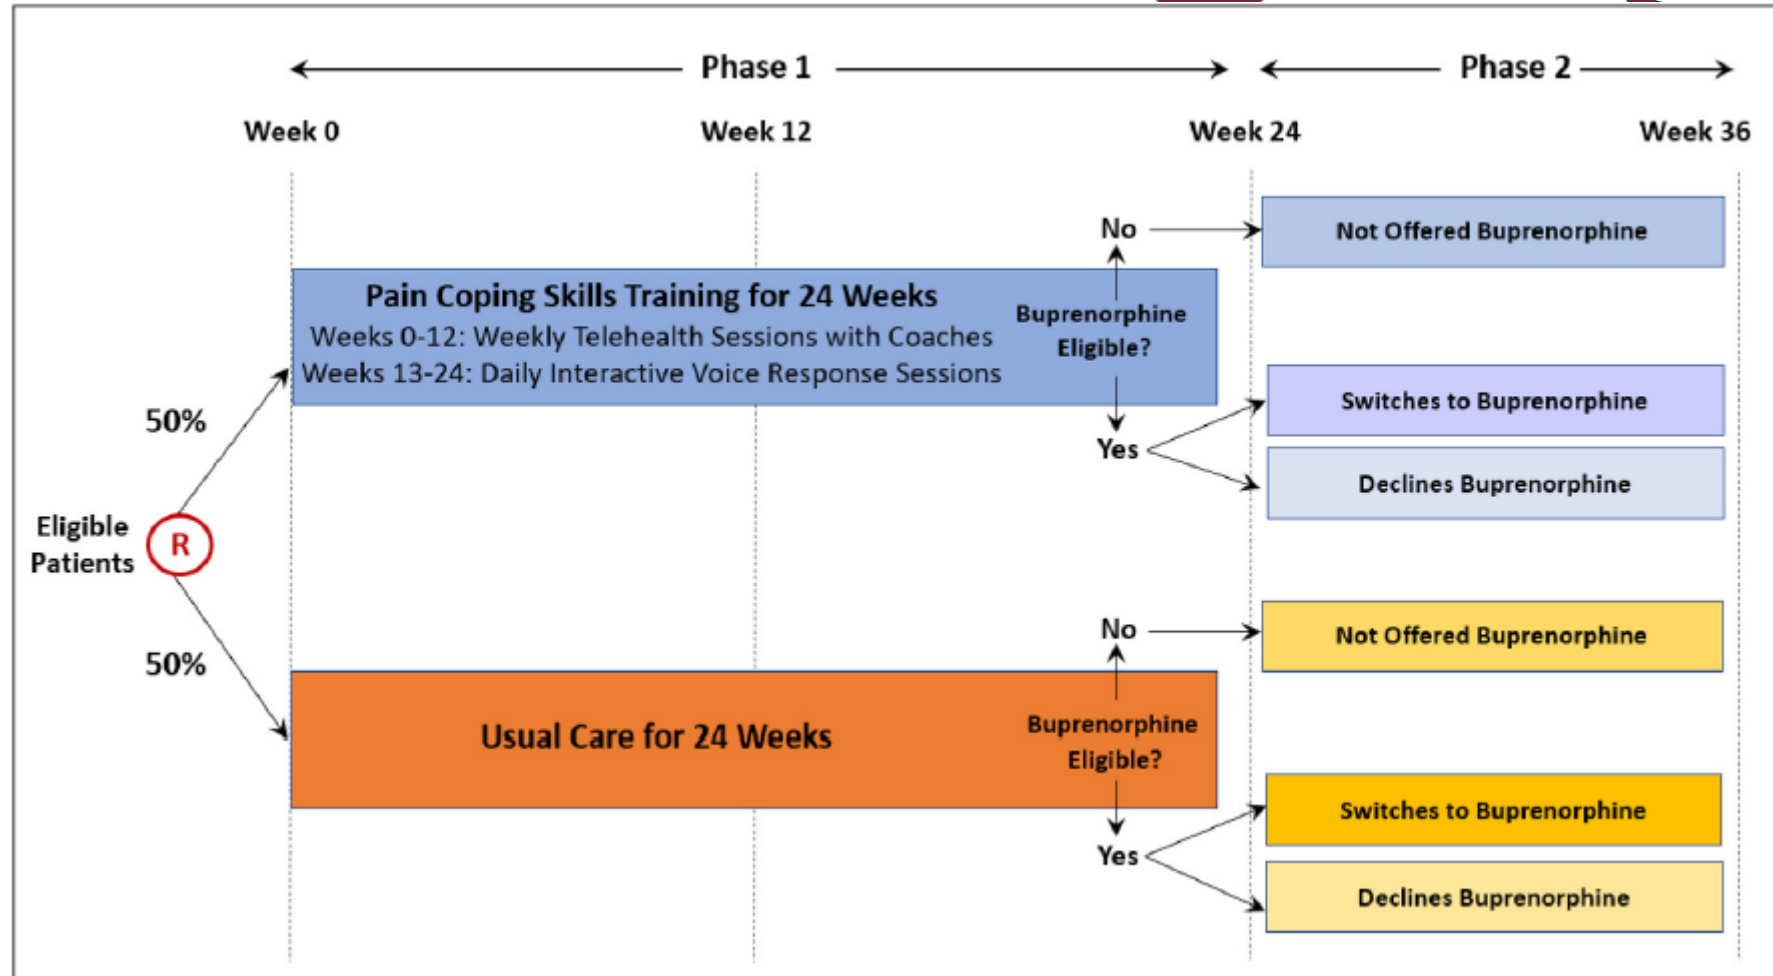 Phase 1
Phase 2
Week 0
Week 12
Week 24
Week 36
No
Not Offered Buprenorphine
Pain Coping Skills Training for 24 Weeks
Weeks 0-12: Weekly Telehealth Sessions with Coaches
Weeks 13-24: Daily Interactive Voice Response Sessions
Buprenorphine
Eligible?
Switches to Buprenorphine
50%
Yes
Declines Buprenorphine
Eligible
Patients
R
No
Not Offered Buprenorphine
50%
Usual Care for 24 Weeks
Buprenorphine
Eligible?
Switches to Buprenorphine
Yes
Declines Buprenorphine